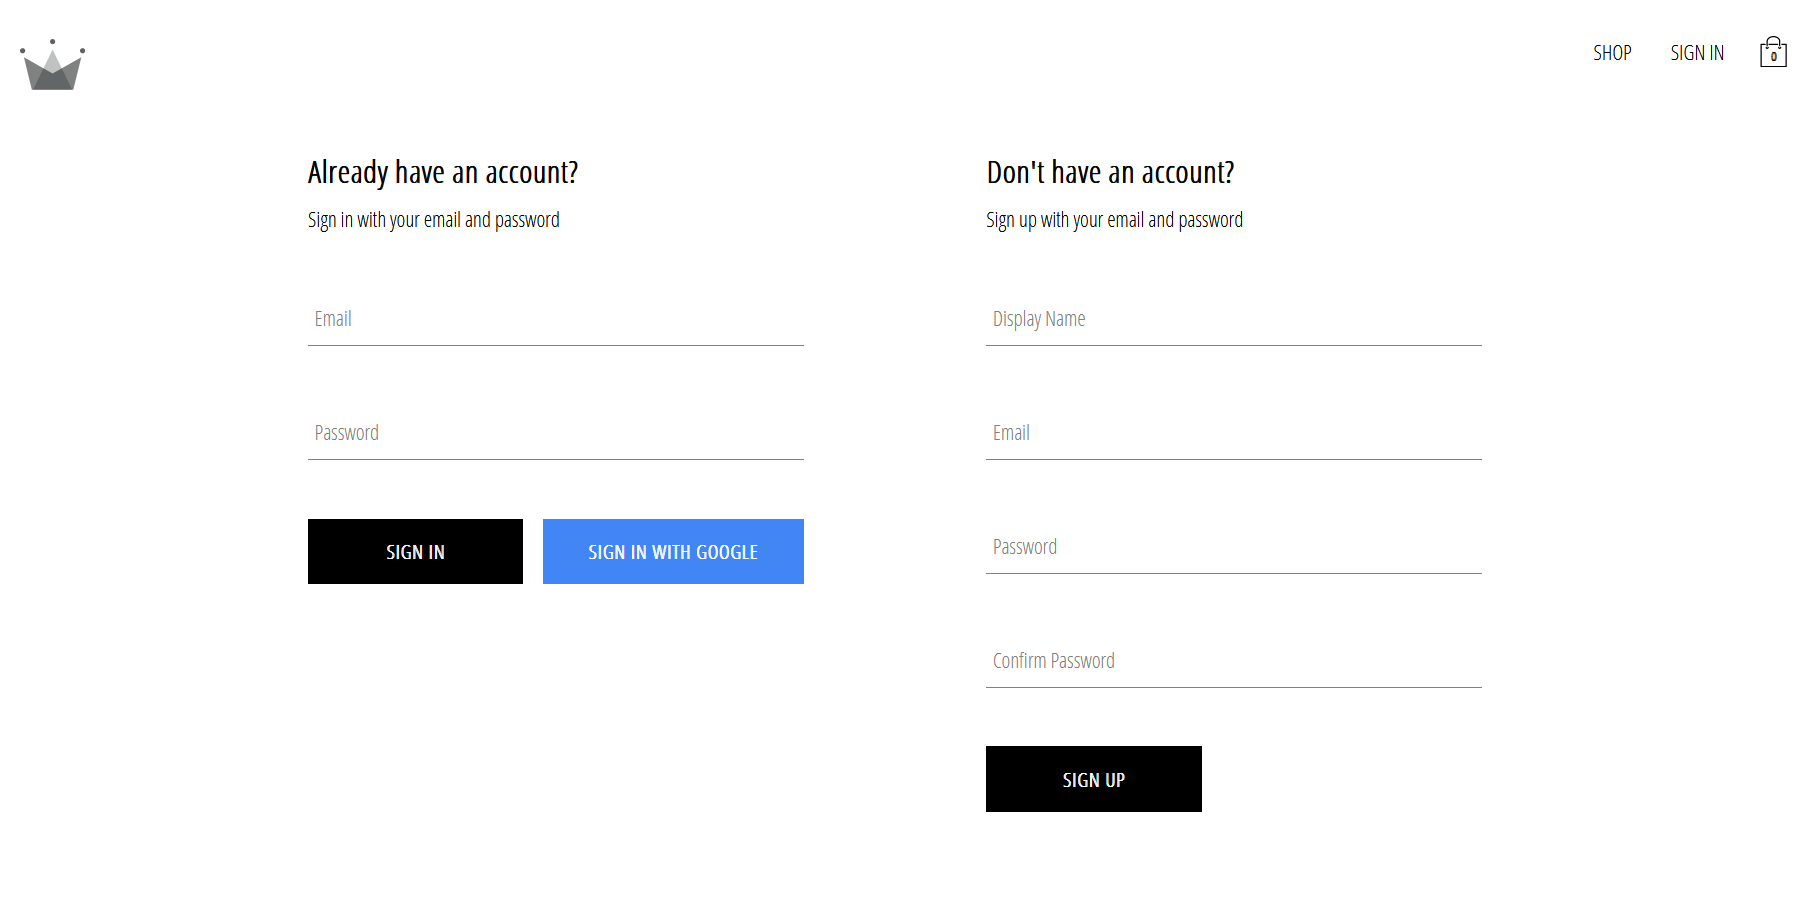 SHOP
SIGN IN
0
Already have an account?
Sign in with your email and password
Email
Password
SIGN IN
SIGN IN WITH GOOGLE
Don't have an account?
Sign up with your email and password
Display Name
Email
Password
Confirm Password
SIGN UP